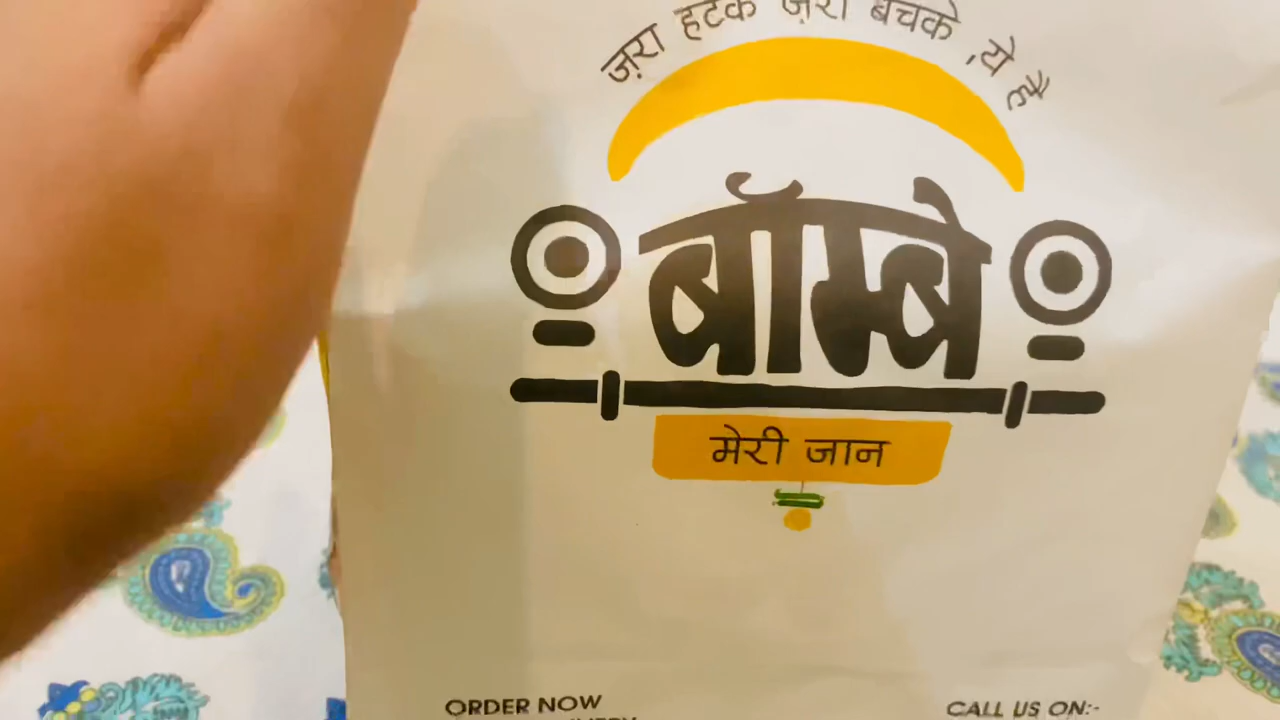 ज़रा हटके ज़रा बचके ,ये है
बॉम्बे
मेरी जान
ORDER NOW
CALL US ON:-